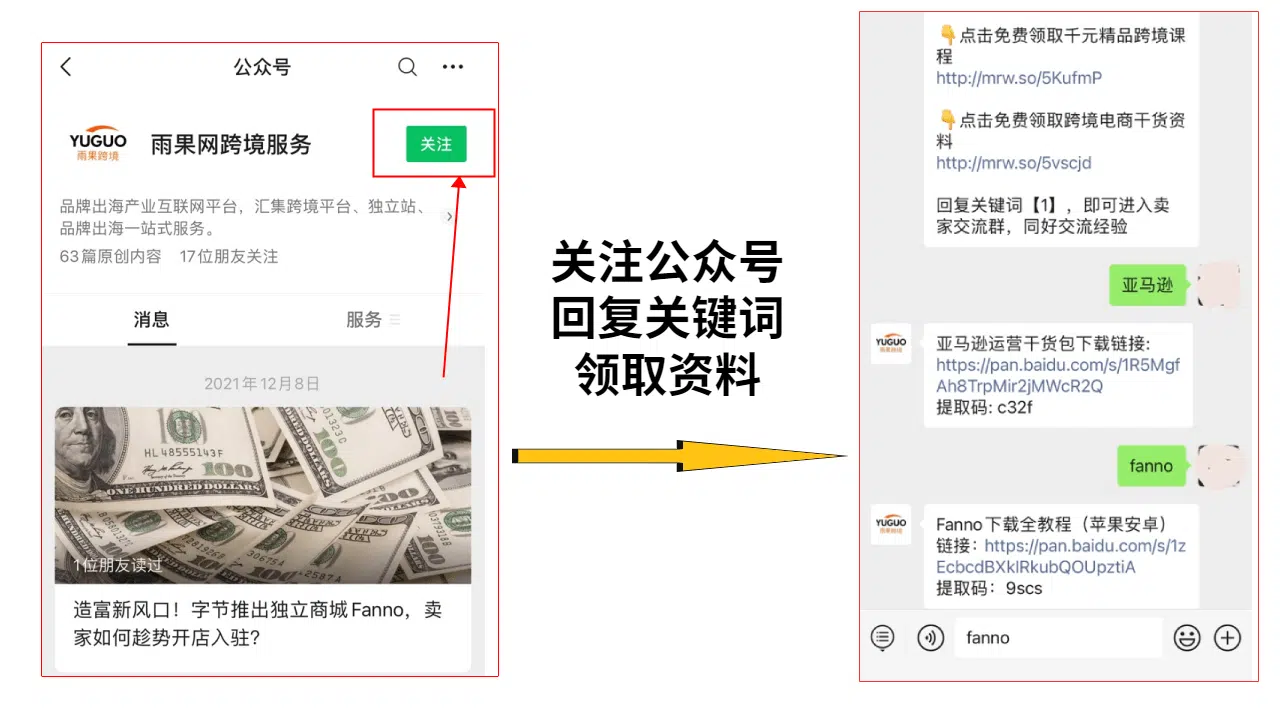 公众号
YUGUO
雨果跨境
雨果网跨境服务
关注
品牌出海产业互联网平台，汇集跨境平台、独立站、
品牌出海一站式服务。
63篇原创内容 17位朋友关注
消息
服务
2021年12月8日
HL 48555143F
100
ONE HUNDRED DOLLARS
1位朋友读过
造富新风口！字节推出独立商城Fanno，卖
家如何趁势开店入驻?
关注公众号
回复关键词
领取资料
👇点击免费领取千元精品跨境课
程
http://mrw.so/5KufmP
👇点击免费领取跨境电商干货资
料
http://mrw.so/5vscjd
回复关键词【1】，即可进入卖
家交流群，同好交流经验
亚马逊
YUGUO
雨果跨境
亚马逊运营干货包下载链接:
https://pan.baidu.com/s/1R5Mgf
Ah8TrpMir2jMWcR2Q
提取码: c32f
fanno
YUGUO
雨果跨境
Fanno下载全教程（苹果安卓）
链接：https://pan.baidu.com/s/1z
EcbcdBXklRkubQOUpztiA
提取码：9scs
fanno